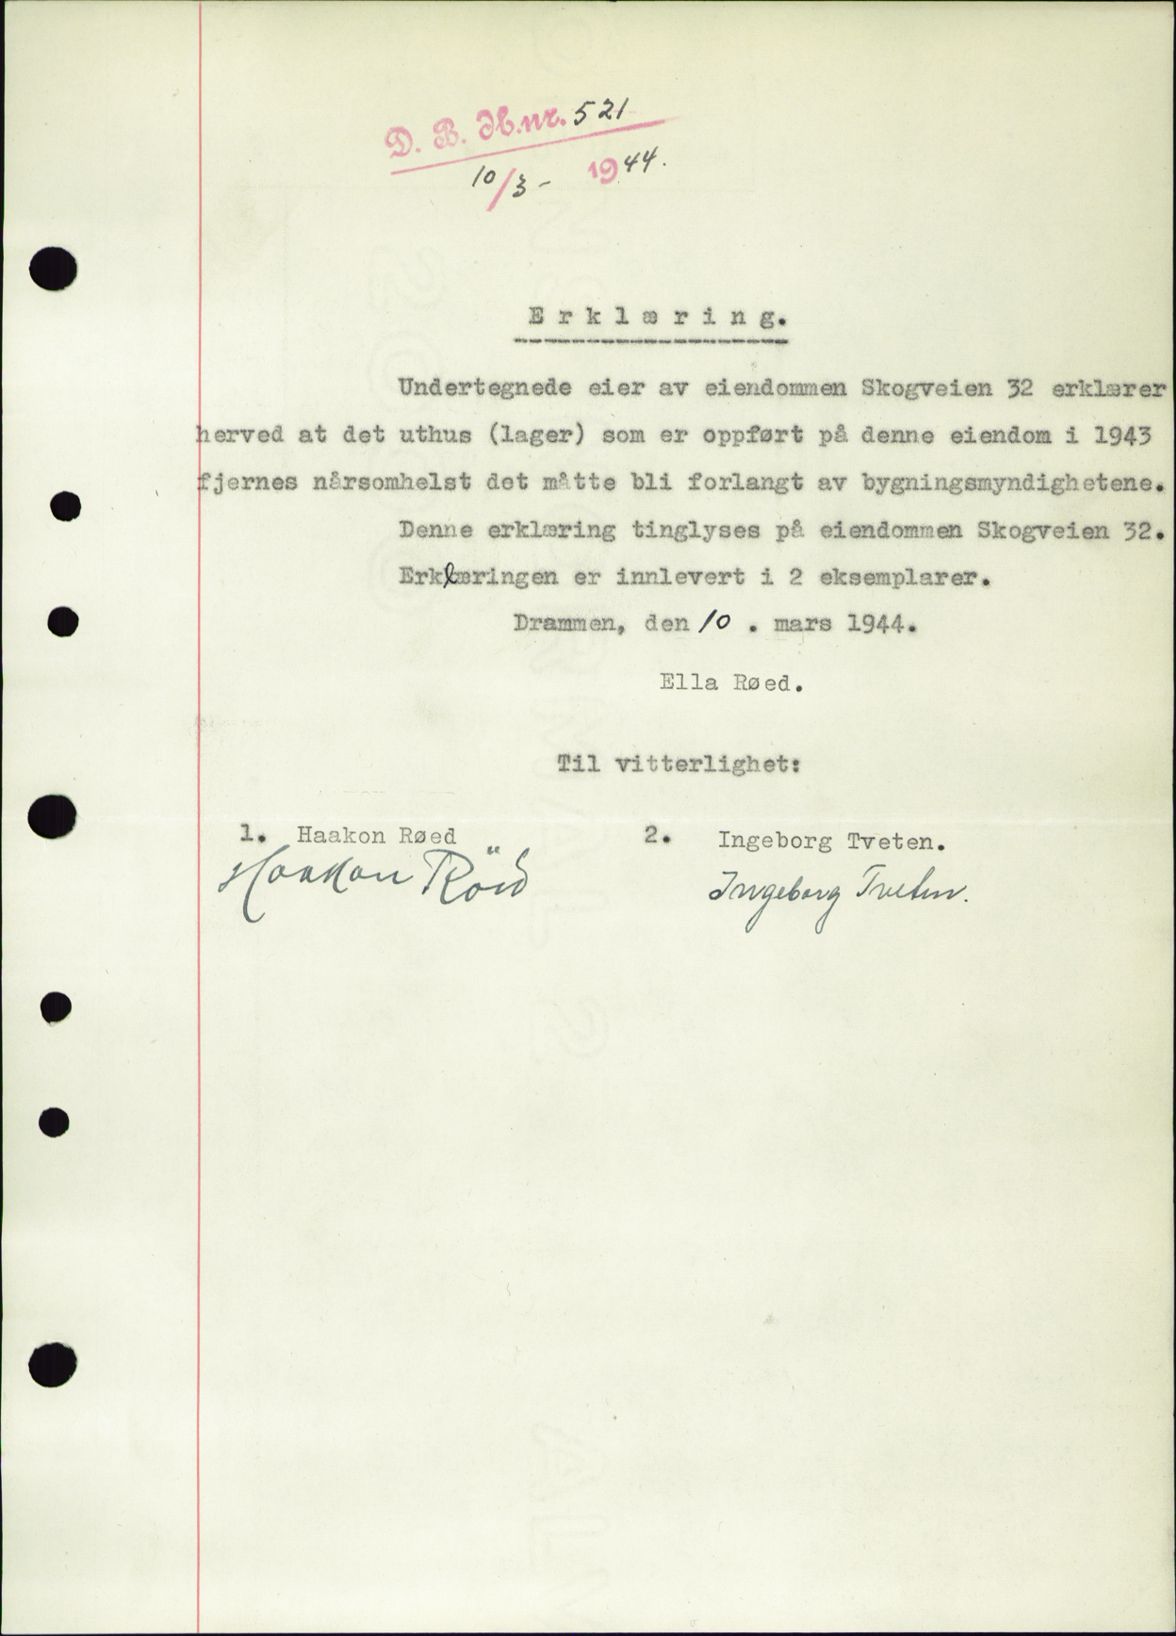 D. B. H.nr. 521
10/3 - 1944.
Erklæring.
Undertegnede eier av eiendommen Skogveien 32 erklærer
herved at det uthus (lager) som er oppført på denne eiendom i 1943
fjernes nårsomhelst det måtte bli forlangt av bygningsmyndighetene.
Denne erklæring tinglyses på eiendommen Skogveien 32.
Erklæringen er innlevert i 2 eksemplarer.
Drammen, den 10 . mars 1944.
Ella Røed.
Til vitterlighet:
1. Haakon Røed 2. Ingeborg Tveten.
Haakon Röed Ingeborg Tveten.